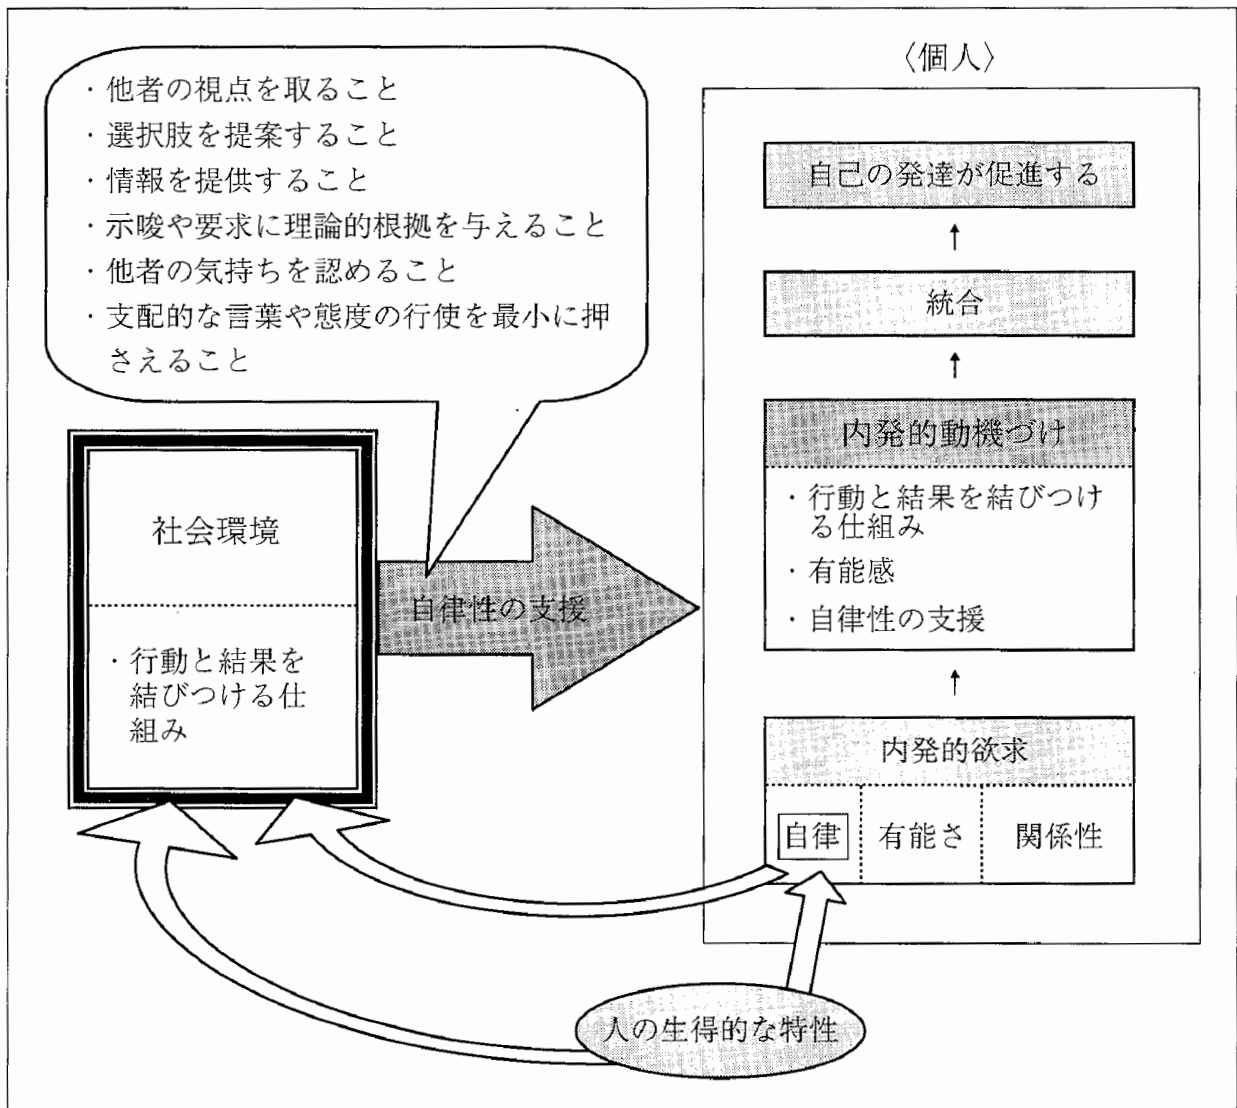 ・他者の視点を取ること
・選択肢を提案すること
・情報を提供すること
・示唆や要求に理論的根拠を与えること
・他者の気持ちを認めること
・支配的な言葉や態度の行使を最小に押
さえること
社会環境
・行動と結果を
結びつける仕
組み
自律性の支援
〈個人〉
自己の発達が促進する
統合
内発的動機づけ
・行動と結果を結びつけ
る仕組み
・有能感
・自律性の支援
内発的欲求
自律 有能さ 関係性
人の生得的な特性